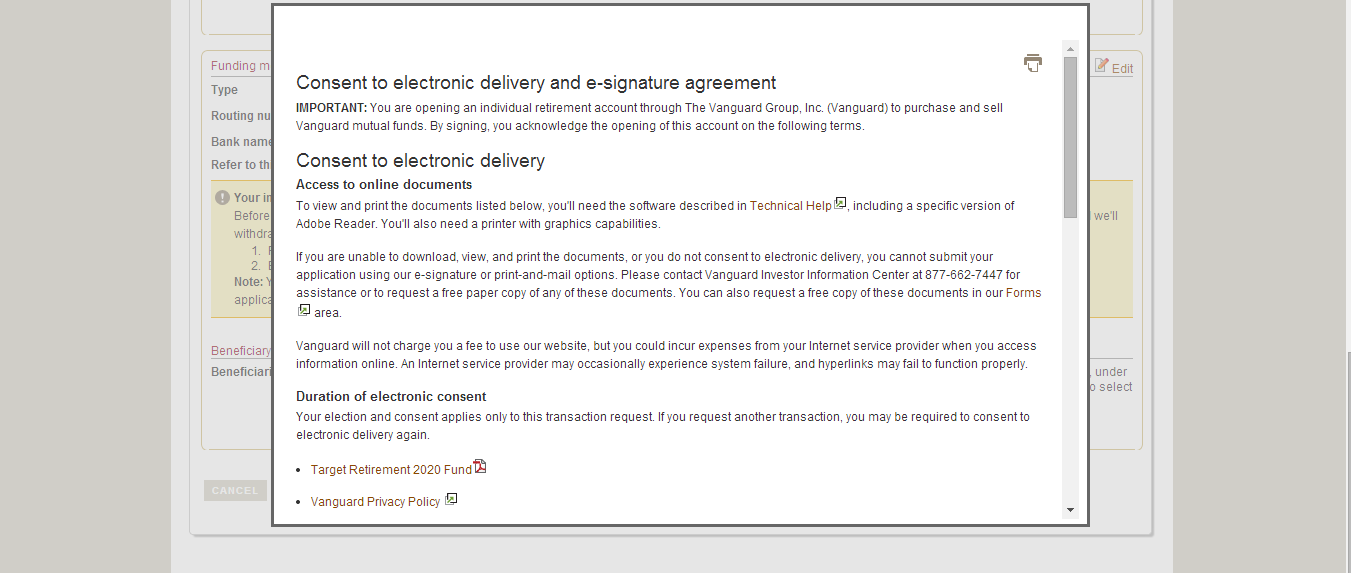 Consent to electronic delivery and e-signature agreement
IMPORTANT: You are opening an individual retirement account through The Vanguard Group, Inc. (Vanguard) to purchase and sell
Vanguard mutual funds. By signing, you acknowledge the opening of this account on the following terms.
Consent to electronic delivery
Access to online documents
To view and print the documents listed below, you'll need the software described in Technical Help, including a specific version of
Adobe Reader. You'll also need a printer with graphics capabilities.
If you are unable to download, view, and print the documents, or you do not consent to electronic delivery, you cannot submit your
application using our e-signature or print-and-mail options. Please contact Vanguard Investor Information Center at 877-662-7447 for
assistance or to request a free paper copy of any of these documents. You can also request a free copy of these documents in our Forms
area.
Vanguard will not charge you a fee to use our website, but you could incur expenses from your Internet service provider when you access
information online. An Internet service provider may occasionally experience system failure, and hyperlinks may fail to function properly.
Duration of electronic consent
Your election and consent applies only to this transaction request. If you request another transaction, you may be required to consent to
electronic delivery again.
Target Retirement 2020 Fund
Vanguard Privacy Policy
Funding m
Edit
Type
Routing nu
Bank name
Refer to th
Your in
Before
we'll
withdra
1.
2.
Note:
applica
Beneficiary
Beneficiari
, under
o select
CANCEL